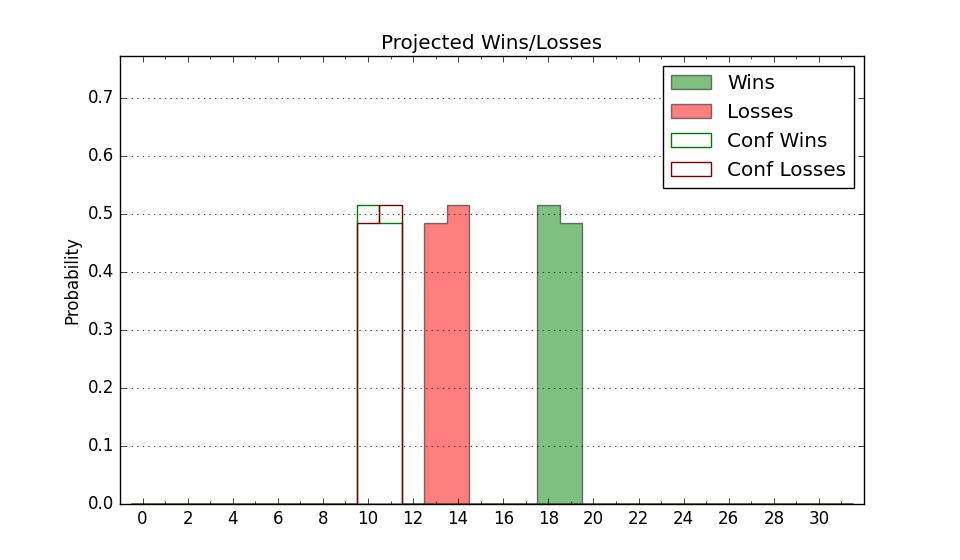 Projected Wins/Losses
Wins
Losses
Conf Wins
Conf Losses
Probability
0.7
0.6
0.5
0.4
0.3
0.2
0.1
0.0
0 2 4 6 8 10 12 14 16 18 20 22 24 26 28 30